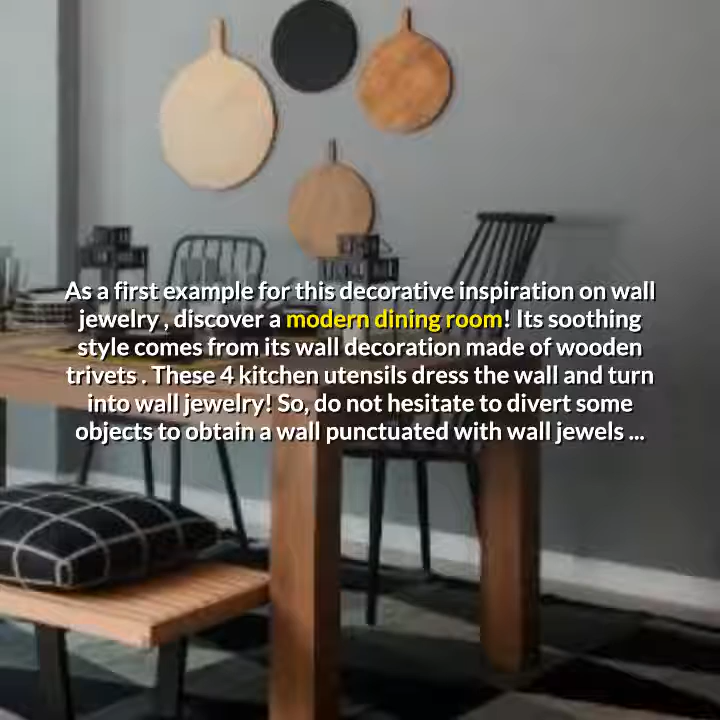 As a first example for this decorative inspiration on wall
jewelry , discover a modern dining room! Its soothing
style comes from its wall decoration made of wooden
trivets . These 4 kitchen utensils dress the wall and turn
into wall jewelry! So, do not hesitate to divert some
objects to obtain a wall punctuated with wall jewels ...